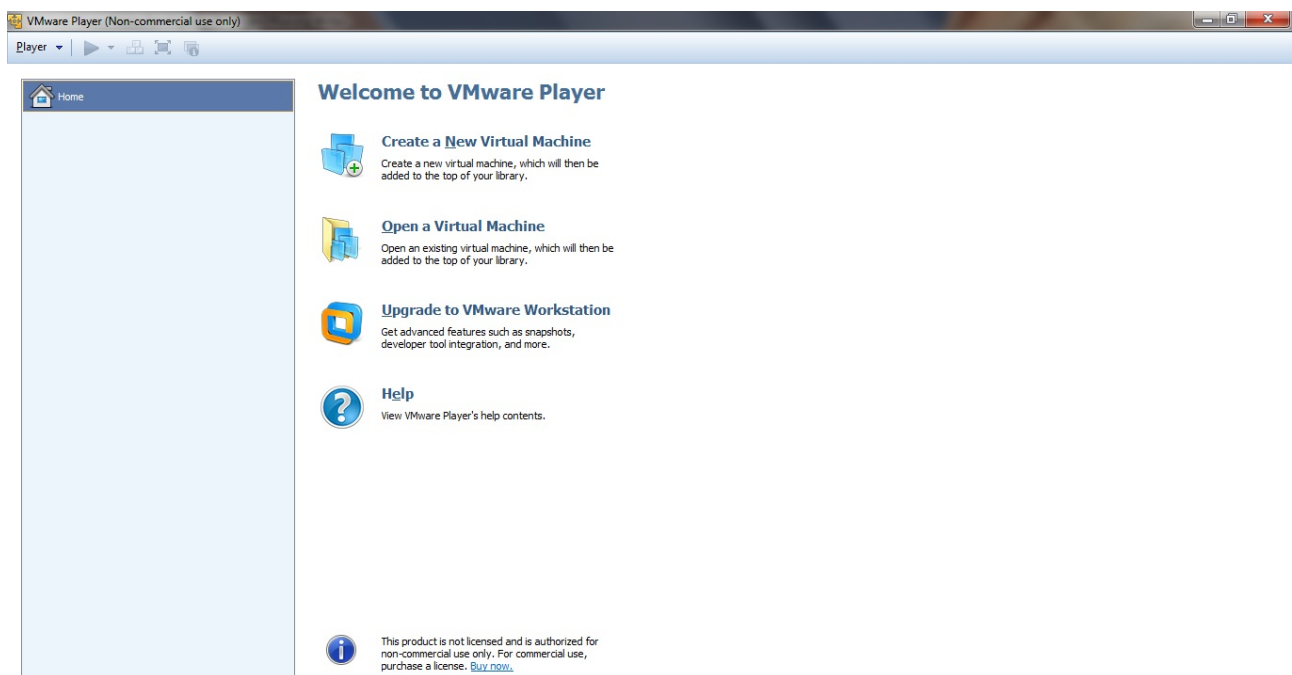 VMware Player (Non-commercial use only)
Player
Home
Welcome to VMware Player
Create a New Virtual Machine
Create a new virtual machine, which will then be
added to the top of your library.
Open a Virtual Machine
Open an existing virtual machine, which will then be
added to the top of your library.
Upgrade to VMware Workstation
Get advanced features such as snapshots,
developer tool integration, and more.
Help
View VMware Player's help contents.
This product is not licensed and is authorized for
non-commercial use only. For commercial use,
purchase a license. Buy now.